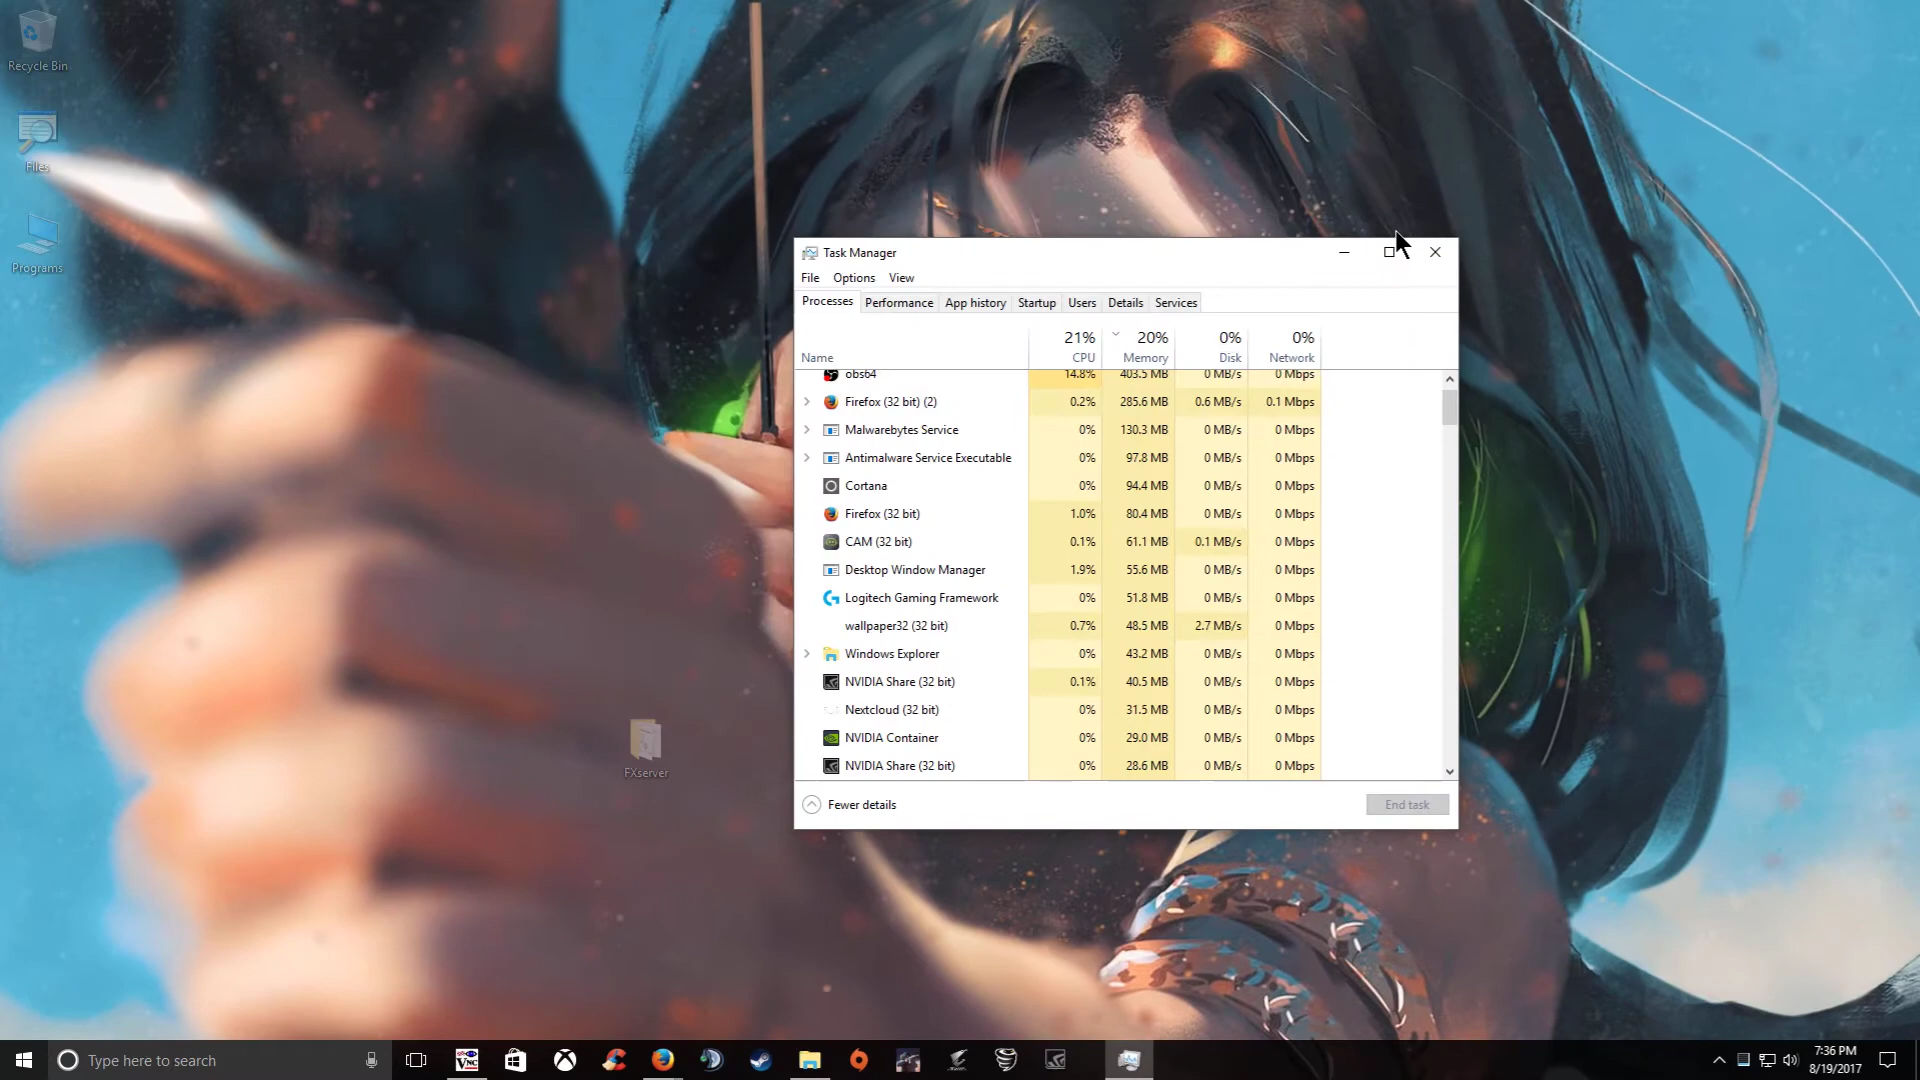 Recycle Bin
Files
Programs
FXserver
Task Manager
File Options View
Processes Performance App history Startup Users Details Services
21% 20% 0% 0%
Name CPU Memory Disk Network
obs64 14.8% 403.5 MB 0 MB/s 0 Mbps
Firefox (32 bit) (2) 0.2% 285.6 MB 0.6 MB/s 0.1 Mbps
Malwarebytes Service 0% 130.3 MB 0 MB/s 0 Mbps
Antimalware Service Executable 0% 97.8 MB 0 MB/s 0 Mbps
Cortana 0% 94.4 MB 0 MB/s 0 Mbps
Firefox (32 bit) 1.0% 80.4 MB 0 MB/s 0 Mbps
CAM (32 bit) 0.1% 61.1 MB 0.1 MB/s 0 Mbps
Desktop Window Manager 1.9% 55.6 MB 0 MB/s 0 Mbps
Logitech Gaming Framework 0% 51.8 MB 0 MB/s 0 Mbps
wallpaper32 (32 bit) 0.7% 48.5 MB 2.7 MB/s 0 Mbps
Windows Explorer 0% 43.2 MB 0 MB/s 0 Mbps
NVIDIA Share (32 bit) 0.1% 40.5 MB 0 MB/s 0 Mbps
Nextcloud (32 bit) 0% 31.5 MB 0 MB/s 0 Mbps
NVIDIA Container 0% 29.0 MB 0 MB/s 0 Mbps
NVIDIA Share (32 bit) 0% 28.6 MB 0 MB/s 0 Mbps
Fewer details End task
Type here to search
VNC
7:36 PM
8/19/2017